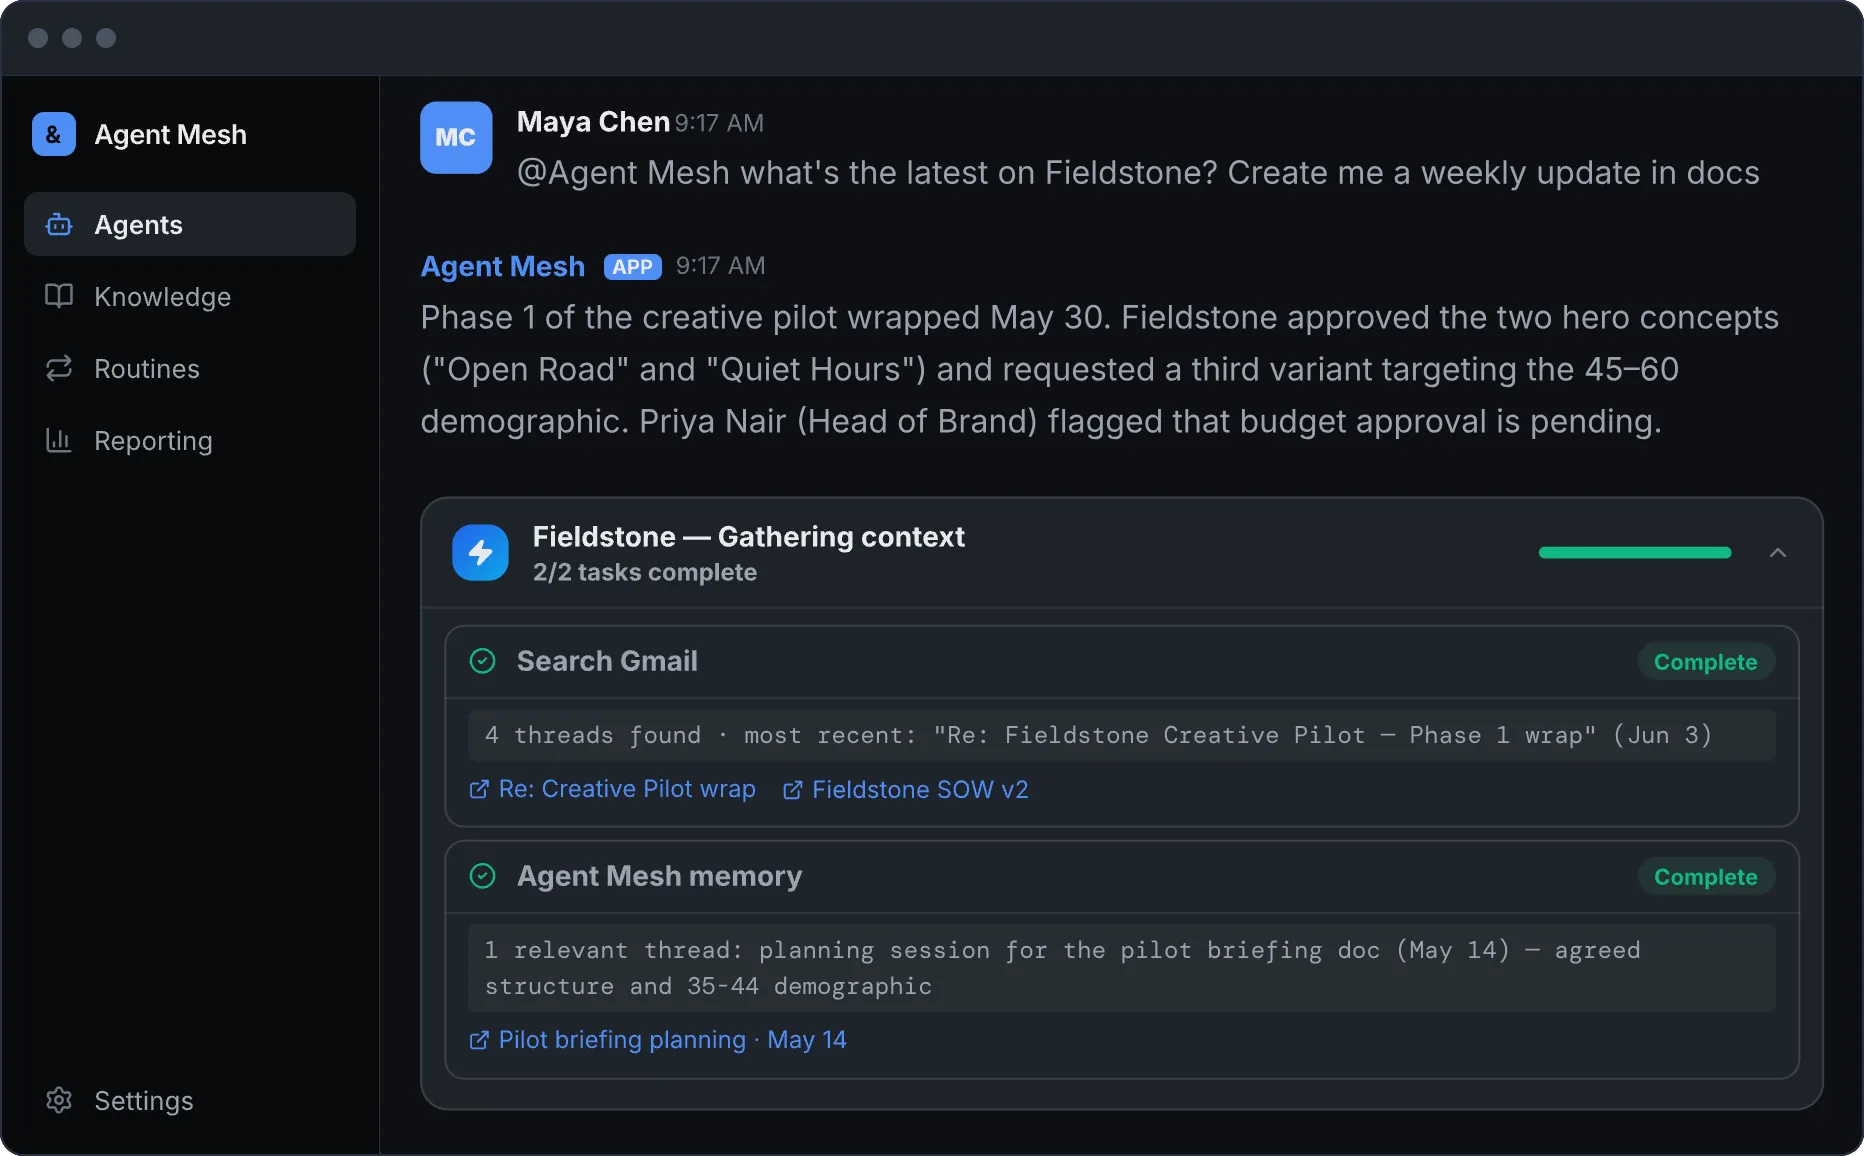 & Agent Mesh
Agents
Knowledge
Routines
Reporting
Settings
MC
Maya Chen 9:17 AM
@Agent Mesh what's the latest on Fieldstone? Create me a weekly update in docs
Agent Mesh APP 9:17 AM
Phase 1 of the creative pilot wrapped May 30. Fieldstone approved the two hero concepts
("Open Road" and "Quiet Hours") and requested a third variant targeting the 45–60
demographic. Priya Nair (Head of Brand) flagged that budget approval is pending.
Fieldstone — Gathering context
2/2 tasks complete
Search Gmail Complete
4 threads found · most recent: "Re: Fieldstone Creative Pilot — Phase 1 wrap" (Jun 3)
Re: Creative Pilot wrap Fieldstone SOW v2
Agent Mesh memory Complete
1 relevant thread: planning session for the pilot briefing doc (May 14) — agreed
structure and 35-44 demographic
Pilot briefing planning · May 14